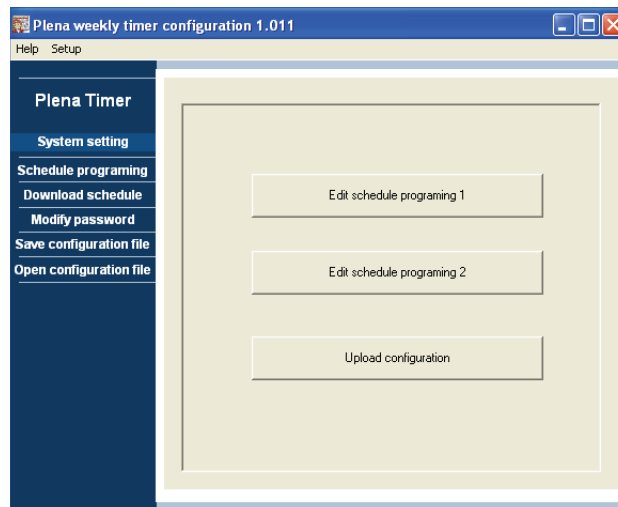 Plena weekly timer configuration 1.011
Help Setup
Plena Timer
System setting
Schedule programing
Download schedule
Modify password
Save configuration file
Open configuration file
Edit schedule programing 1
Edit schedule programing 2
Upload configuration